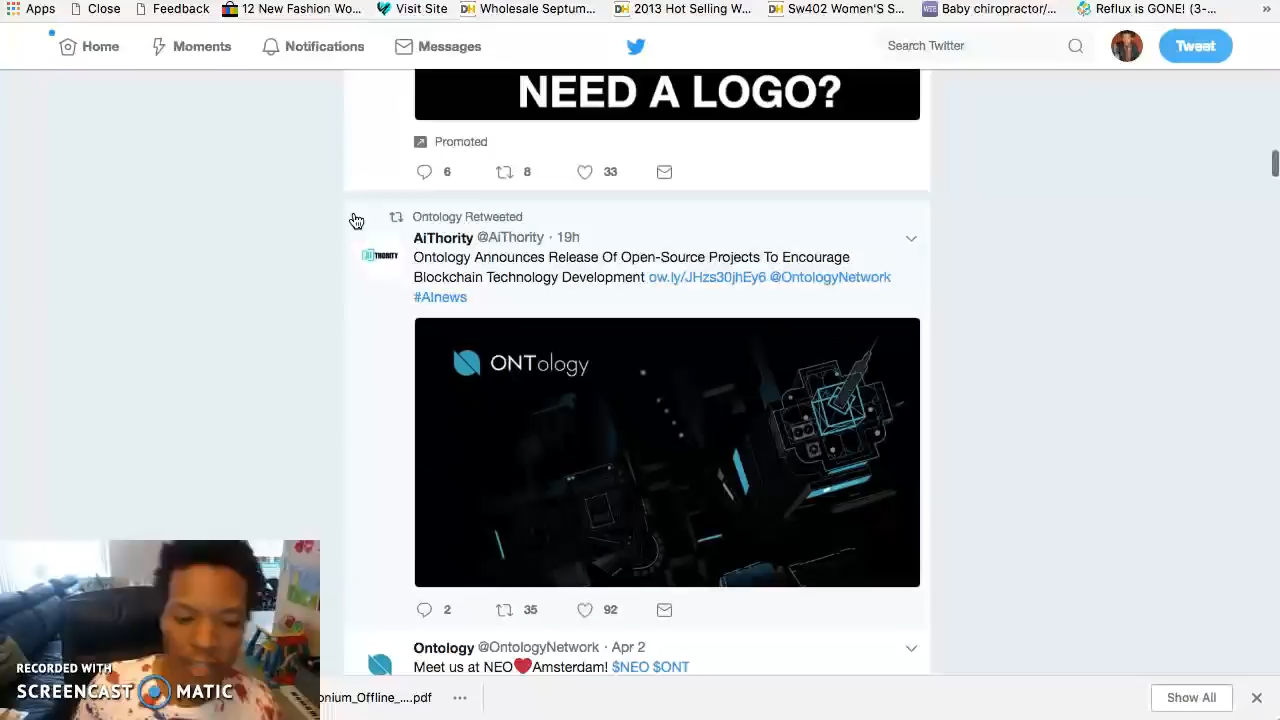 Apps Close Feedback 12 New Fashion Wo... Visit Site Wholesale Septum... 2013 Hot Selling W... Sw402 Women'S S... Baby chiropractor/... Reflux is GONE! (3-... »
Home Moments Notifications Messages Search Twitter Tweet
NEED A LOGO?
Promoted
6 8 33
Ontology Retweeted
AiThority @AiThority · 19h
AiTHORITY
Ontology Announces Release Of Open-Source Projects To Encourage
Blockchain Technology Development ow.ly/JHzs30jhEy6 @OntologyNetwork
#AInews
ONTology
2 35 92
Ontology @OntologyNetwork · Apr 2
Meet us at NEO❤️Amsterdam! $NEO $ONT
RECORDED WITH
SCREENCAST MATIC
onium_Offline_....pdf ... Show All